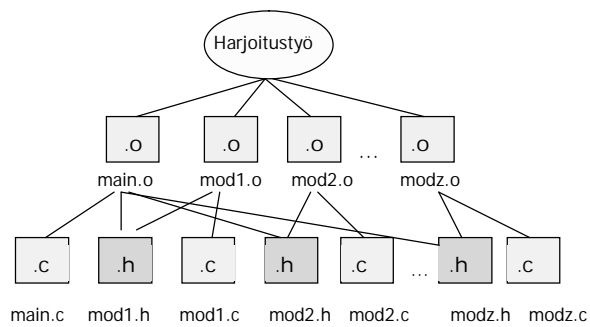 Harjoitustyö
.o .o .o ... .o
main.o mod1.o mod2.o modz.o
.c .h .c .h .c ... .h .c
main.c mod1.h mod1.c mod2.h mod2.c modz.h modz.c